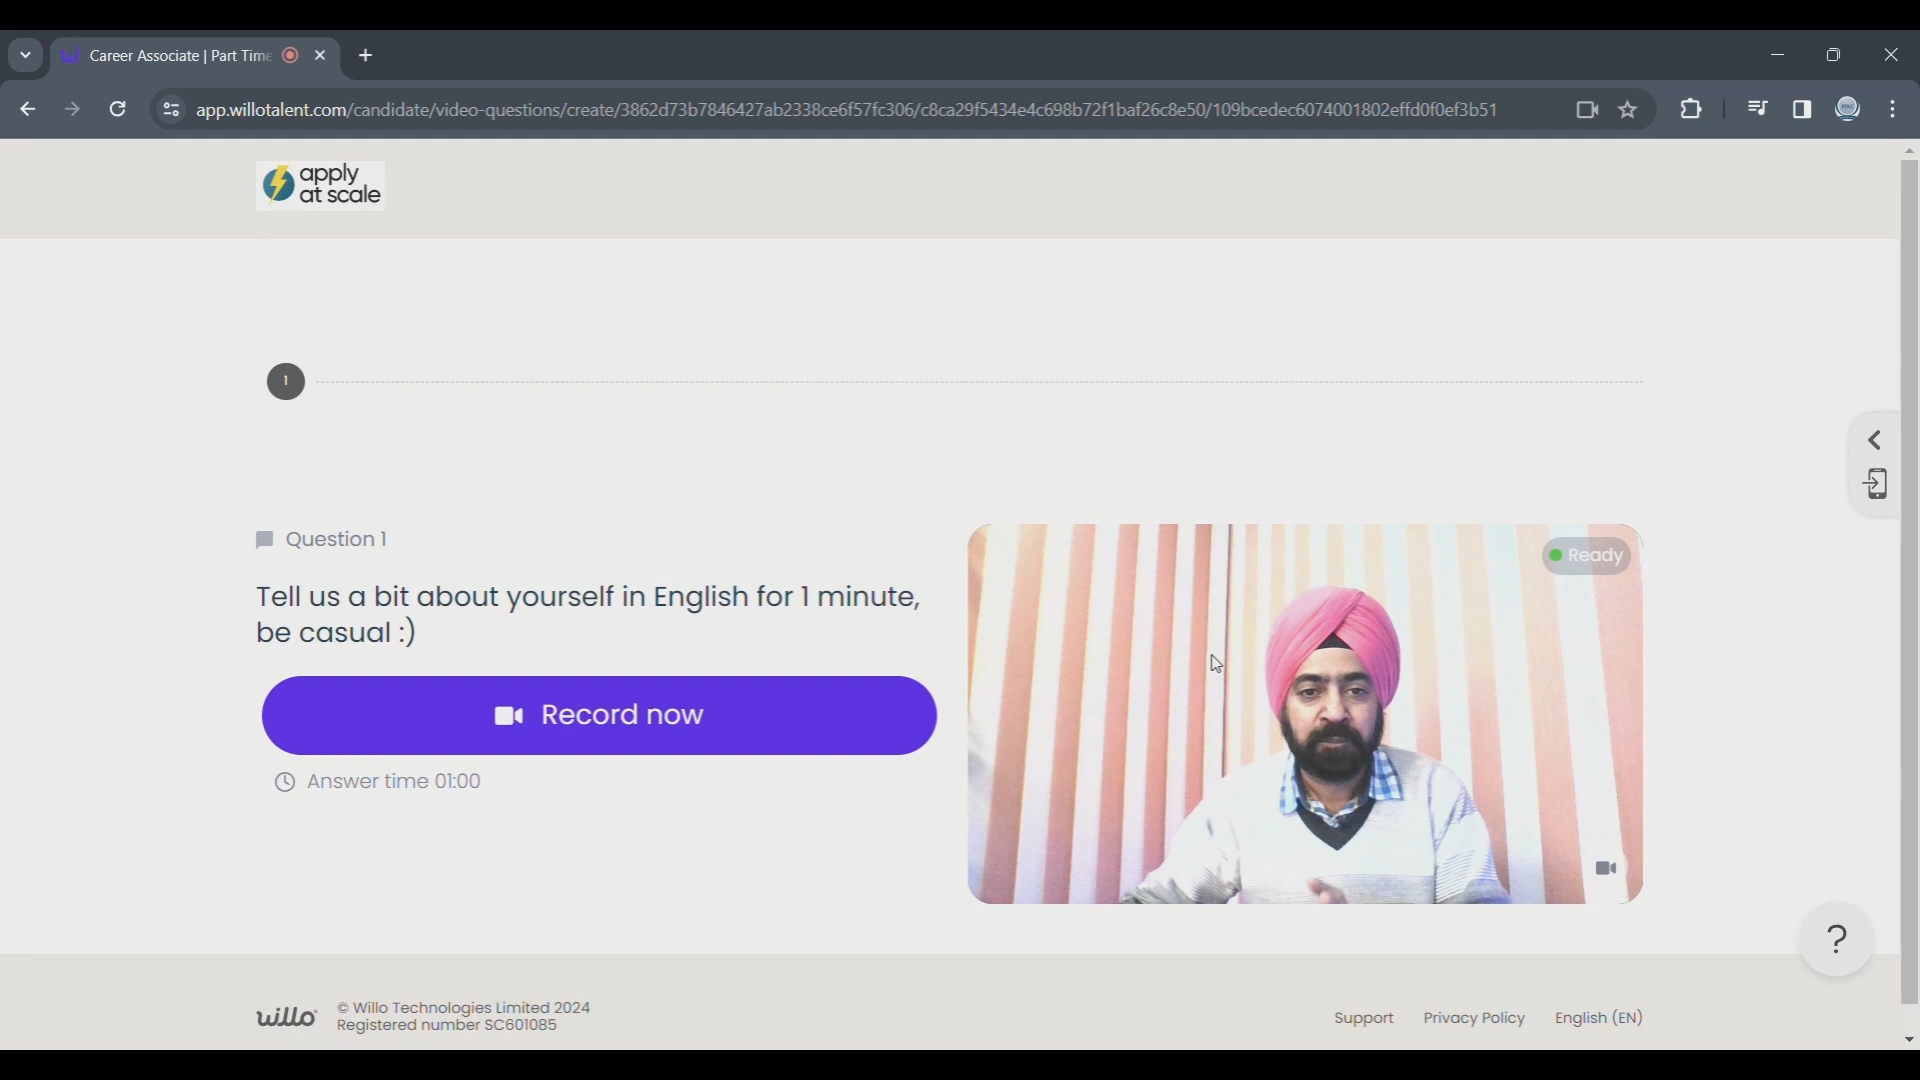 Career Associate | Part Time
app.willotalent.com/candidate/video-questions/create/3862d73b7846427ab2338ce6f57fc306/c8ca29f5434e4c698b72f1baf26c8e50/109bcedec6074001802effd0f0ef3b51
apply
at scale
1
Question 1
Ready
Tell us a bit about yourself in English for 1 minute,
be casual :)
Record now
Answer time 01:00
?
willo
© Willo Technologies Limited 2024
Registered number SC601085
Support Privacy Policy English (EN)